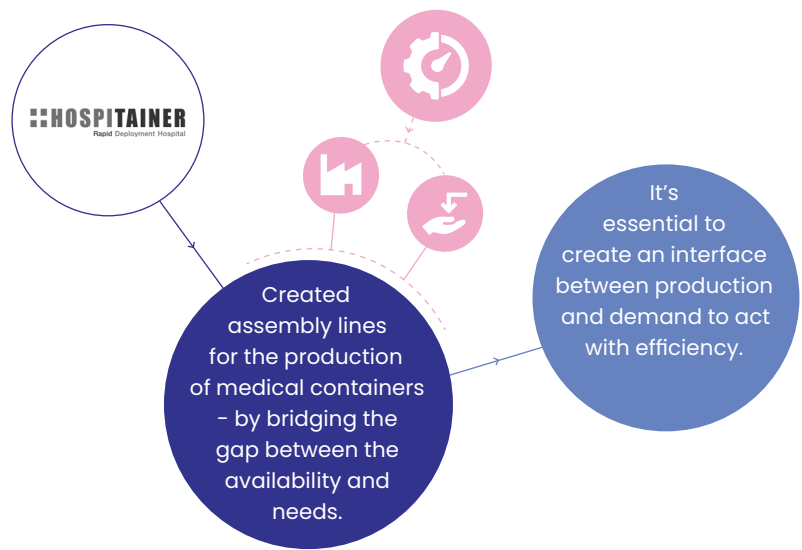 HOSPITAINER
Rapid Deployment Hospital
Created
assembly lines
for the production
of medical containers
- by bridging the
gap between the
availability and
needs.
It's
essential to
create an interface
between production
and demand to act
with efficiency.